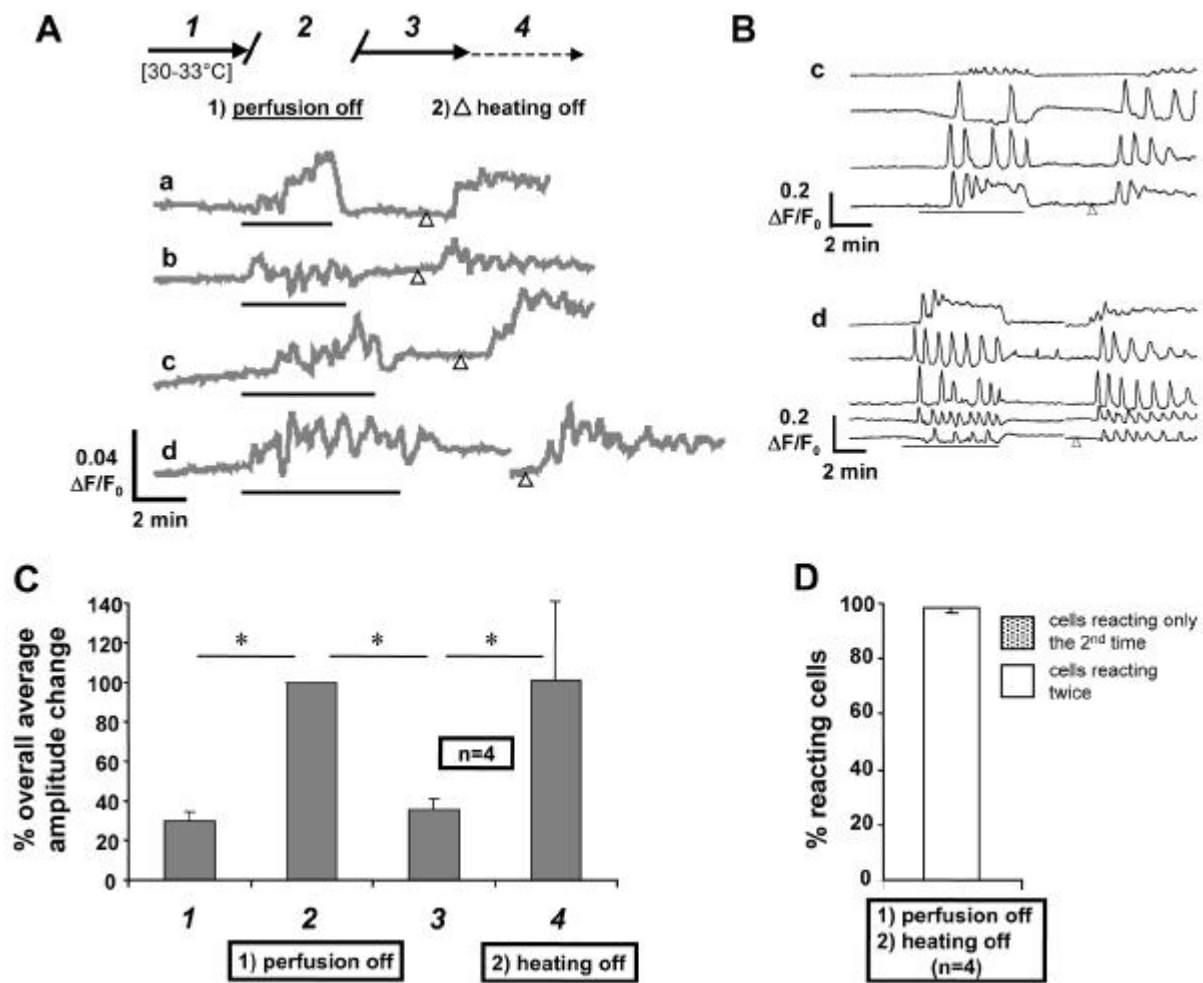 A
1 2 3 4
[30-33°C]
1) perfusion off 2) Δ heating off
a
b
c
d
0.04
ΔF/F0
2 min
B
c
0.2
ΔF/F0
2 min
d
0.2
ΔF/F0
2 min
C
% overall average
amplitude change
140
120
100
80
60
40
20
0
* * *
n=4
1 2 3 4
1) perfusion off 2) heating off
D
% reacting cells
100
80
60
40
20
0
cells reacting only
the 2nd time
cells reacting
twice
1) perfusion off
2) heating off
(n=4)